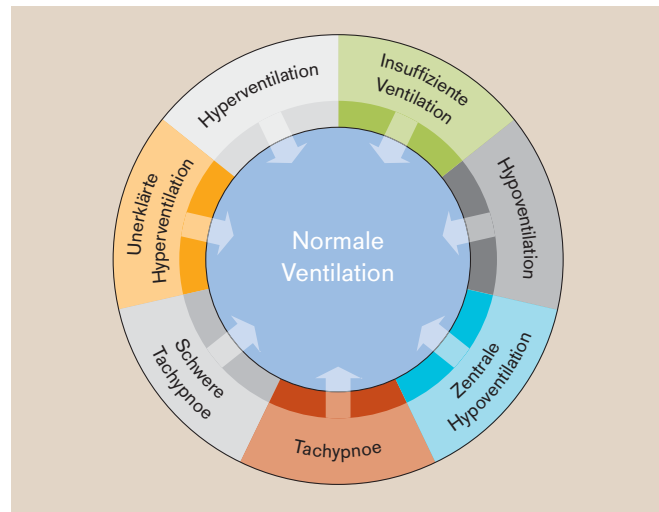 Hyperventilation
Insuffiziente
Ventilation
Hypoventilation
Zentrale
Hypoventilation
Tachypnoe
Schwere
Tachypnoe
Unerklärte
Hyperventilation
Normale
Ventilation